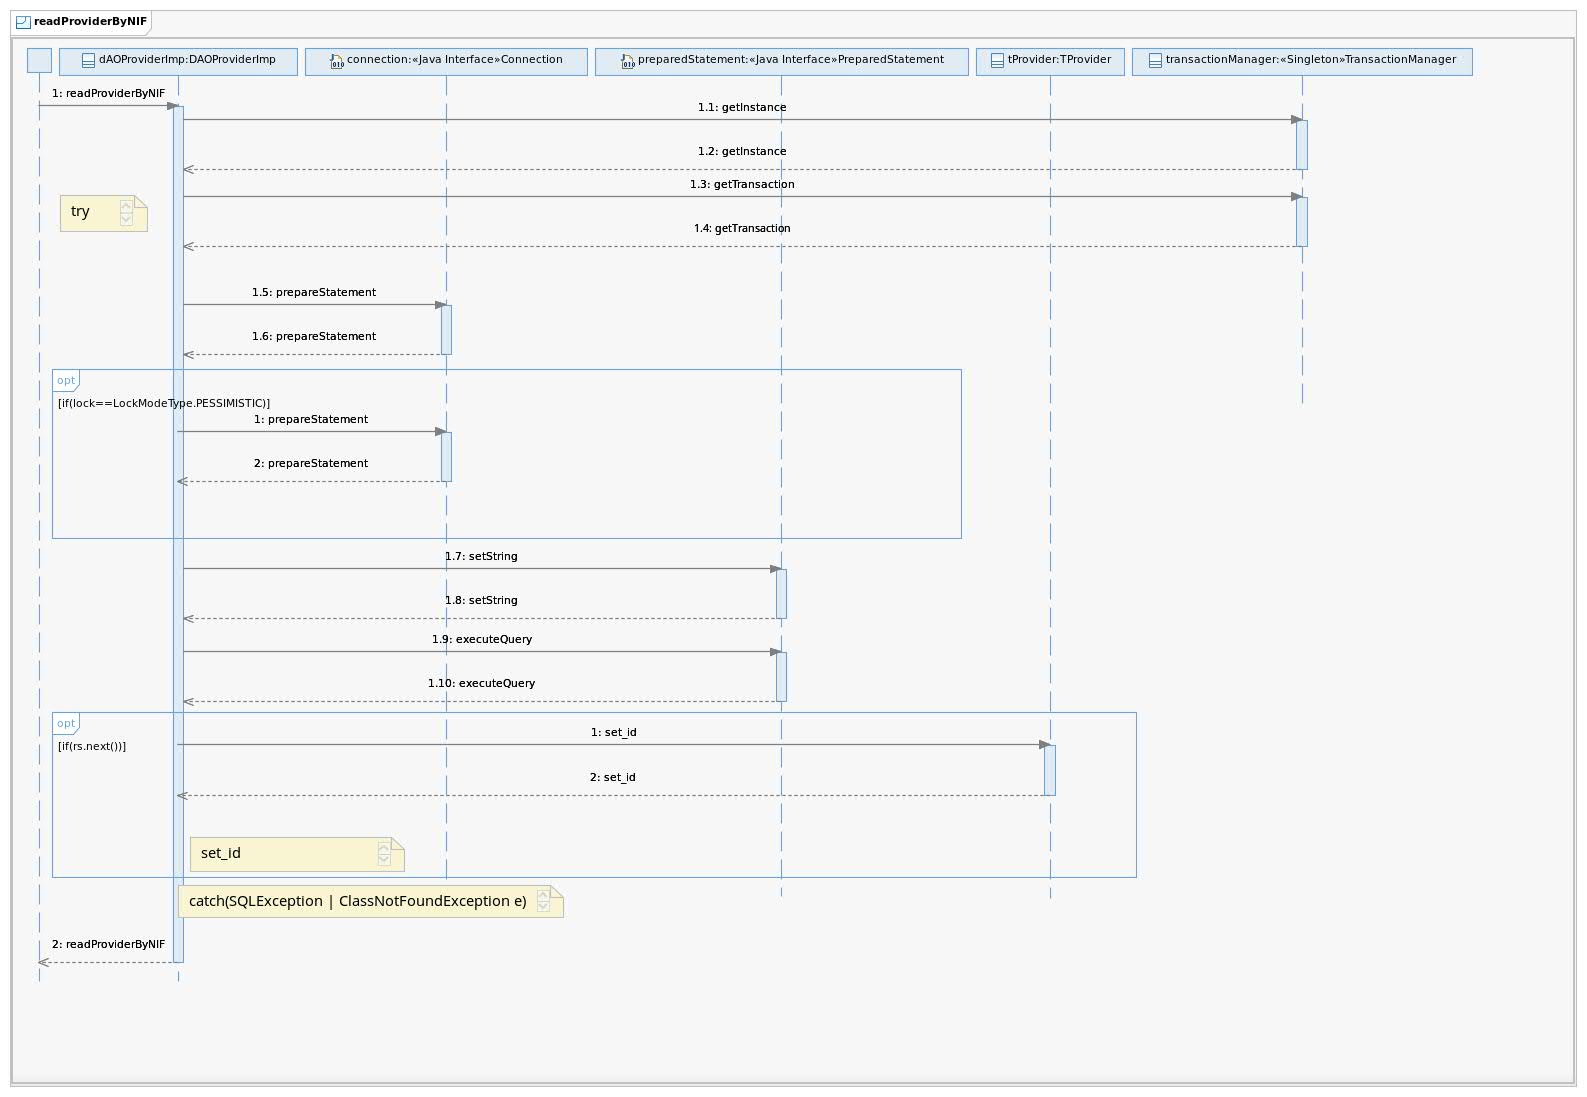 readProviderByNIF
dAOProviderImp:DAOProviderImp
connection:«Java Interface»Connection
preparedStatement:«Java Interface»PreparedStatement
tProvider:TProvider
transactionManager:«Singleton»TransactionManager
1: readProviderByNIF
1.1: getInstance
1.2: getInstance
1.3: getTransaction
try
1.4: getTransaction
1.5: prepareStatement
1.6: prepareStatement
opt
[if(lock==LockModeType.PESSIMISTIC)]
1: prepareStatement
2: prepareStatement
1.7: setString
1.8: setString
1.9: executeQuery
1.10: executeQuery
opt
[if(rs.next())]
1: set_id
2: set_id
set_id
catch(SQLException | ClassNotFoundException e)
2: readProviderByNIF